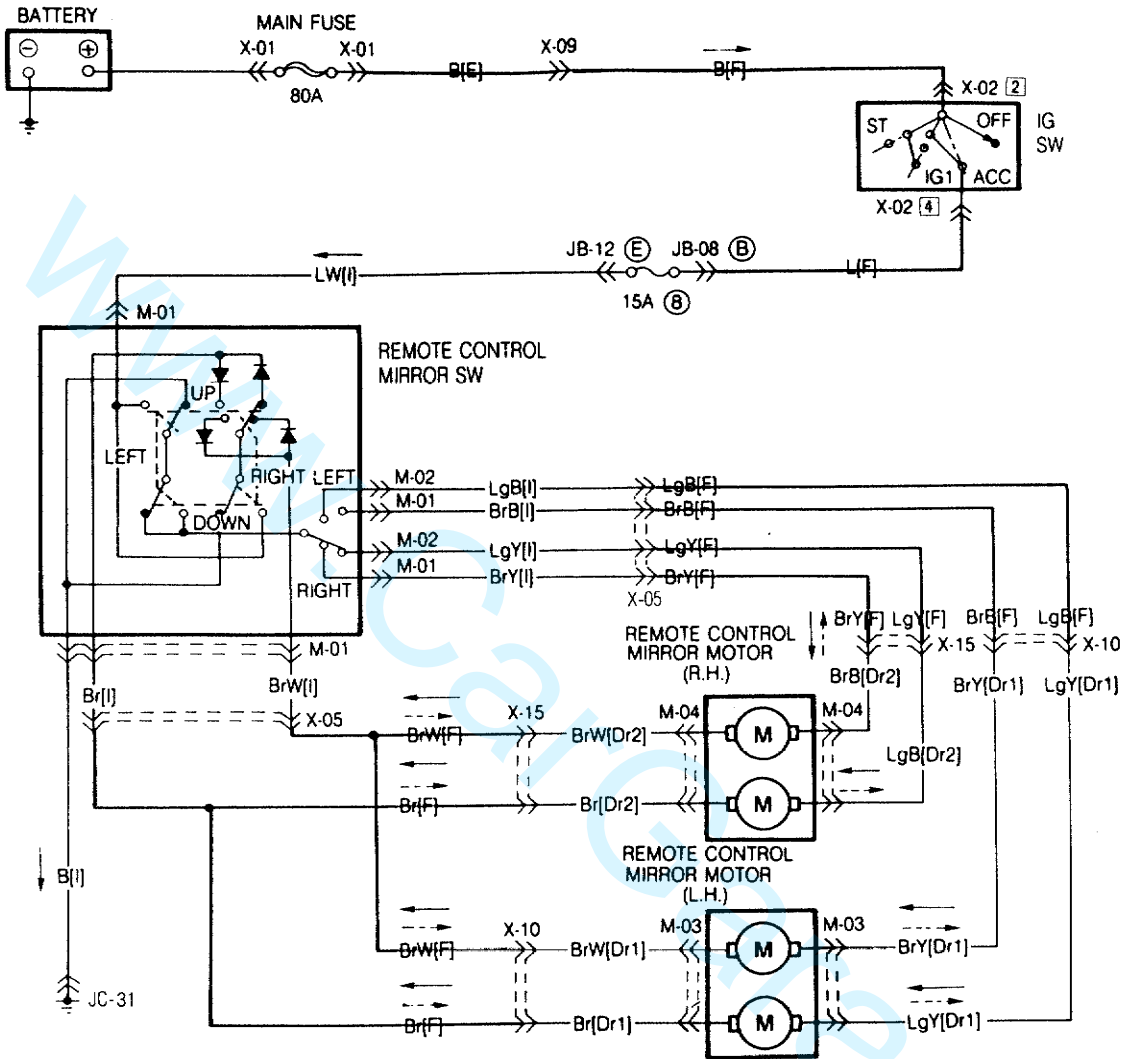 BATTERY
MAIN FUSE
X-01 X-01 X-09
B[E] B[F]
80A
X-02 2
ST OFF IG
SW
IG1 ACC
X-02 4
JB-12 E JB-08 B
LW[I] L[F]
15A 8
M-01
REMOTE CONTROL
MIRROR SW
UP
LEFT
RIGHT LEFT M-02
LgB[I] LgB[F]
M-01
BrB[I] BrB[F]
DOWN
M-02
LgY[I] LgY[F]
M-01
BrY[I] BrY[F]
RIGHT
X-05
BrY[F] LgY[F] BrB[F] LgB[F]
REMOTE CONTROL
MIRROR MOTOR
(R.H.)
M-01
X-15 X-10
BrW[I]
Br[I]
BrB[Dr2] BrY[Dr1] LgY[Dr1]
X-05
X-15 M-04 M-04
BrW[F] BrW[Dr2] M
LgB[Dr2]
Br[F] Br[Dr2] M
REMOTE CONTROL
MIRROR MOTOR
(L.H.)
B[I]
X-10 M-03 M-03
BrW[F] BrW[Dr1] M BrY[Dr1]
JC-31
Br[F] Br[Dr1] M LgY[Dr1]
www.CarGara